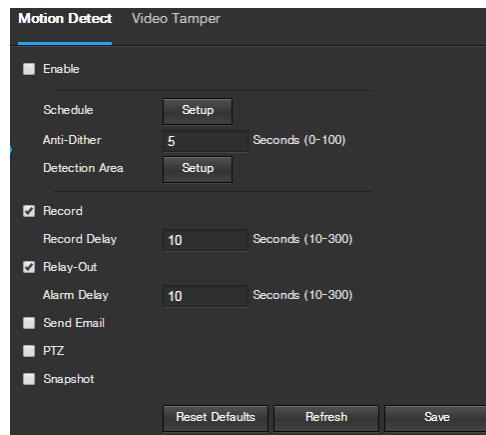 Motion Detect Video Tamper
Enable
Schedule Setup
Anti-Dither 5 Seconds (0-100)
Detection Area Setup
Record
Record Delay 10 Seconds (10-300)
Relay-Out
Alarm Delay 10 Seconds (10-300)
Send Email
PTZ
Snapshot
Reset Defaults Refresh Save